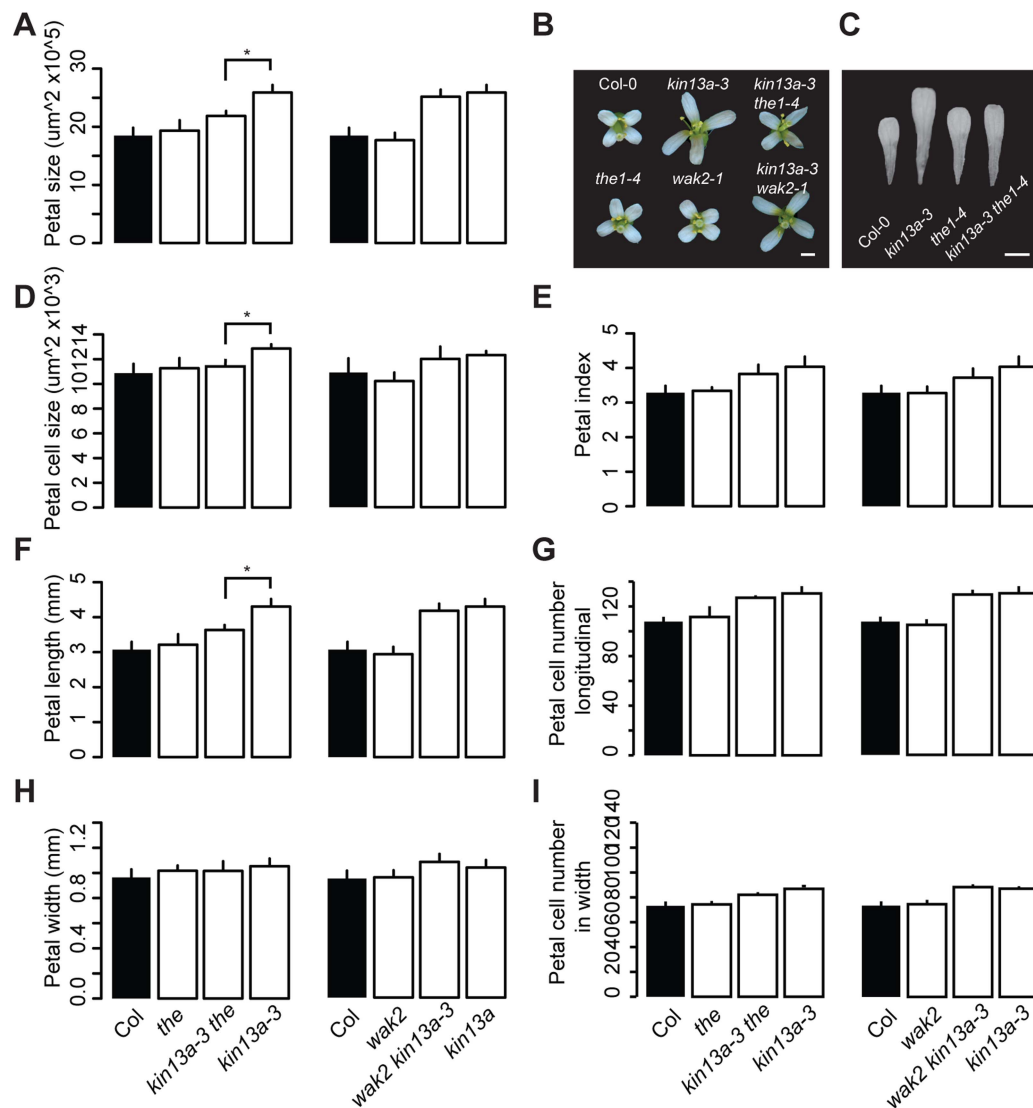 A
Petal size (um^2 x10^5)
0
10
20
30
*
B
Col-0
kin13a-3
kin13a-3
the1-4
the1-4
wak2-1
kin13a-3
wak2-1
C
Col-0
kin13a-3
the1-4
kin13a-3 the1-4
D
Petal cell size (um^2 x10^3)
0
2
4
6
8
10
12
14
*
E
Petal index
0
1
2
3
4
5
F
Petal length (mm)
0
1
2
3
4
5
*
G
Petal cell number
longitudinal
0
40
80
120
H
Petal width (mm)
0.0
0.4
0.8
1.2
Col
the
kin13a-3 the
kin13a-3
Col
wak2
wak2 kin13a-3
kin13a
I
Petal cell number
in width
0
20
40
60
80
100
120
140
Col
the
kin13a-3 the
kin13a-3
Col
wak2
wak2 kin13a-3
kin13a-3